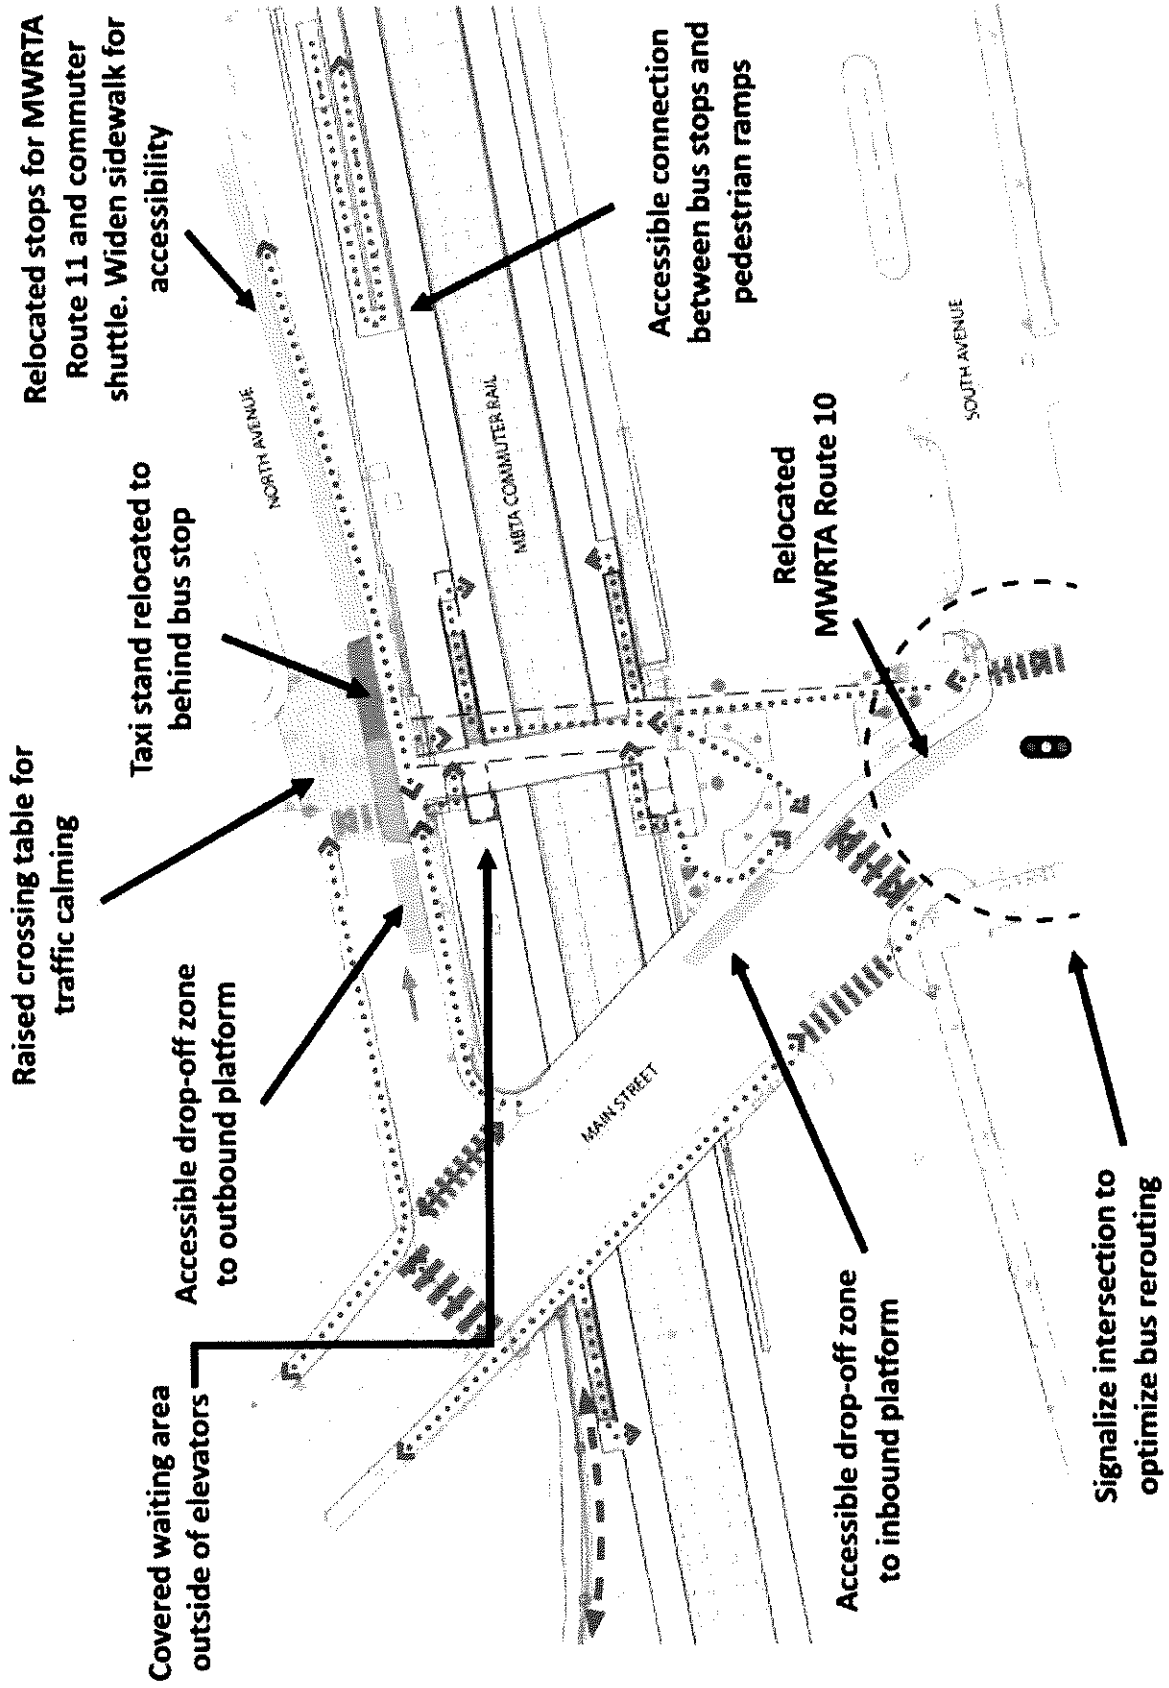 Raised crossing table for
traffic calming
Taxi stand relocated to
behind bus stop
Relocated stops for MWRTA
Route 11 and commuter
shuttle. Widen sidewalk for
accessibility
Covered waiting area
outside of elevators
Accessible drop-off zone
to outbound platform
NORTH AVENUE
MBTA COMMUTER RAIL
MAIN STREET
Accessible connection
between bus stops and
pedestrian ramps
Relocated
MWRTA Route 10
SOUTH AVENUE
Accessible drop-off zone
to inbound platform
Signalize intersection to
optimize bus rerouting